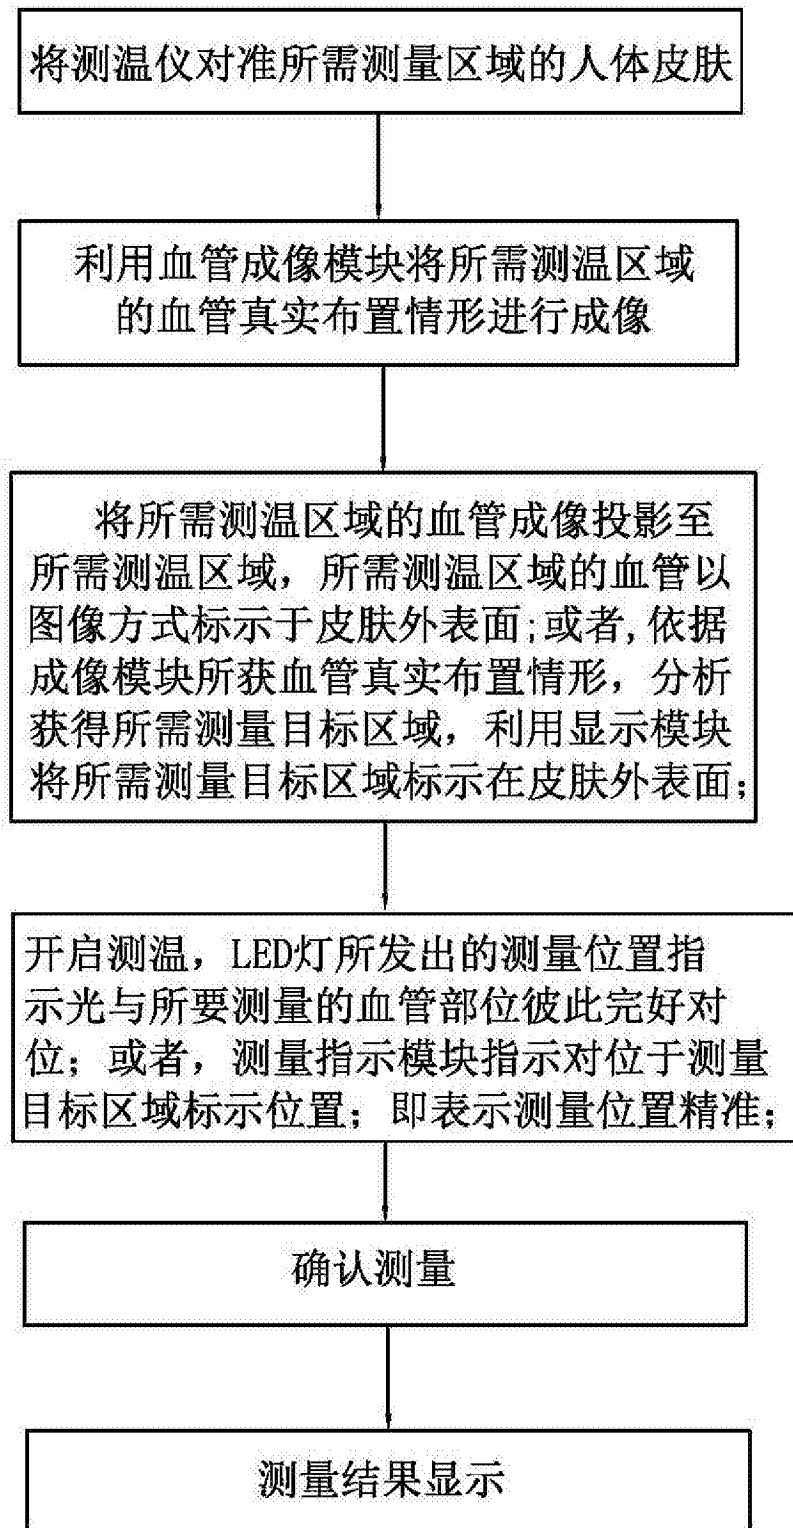 将测温仪对准所需测量区域的人体皮肤
利用血管成像模块将所需测温区域
的血管真实布置情形进行成像
将所需测温区域的血管成像投影至
所需测温区域，所需测温区域的血管以
图像方式标示于皮肤外表面;或者,依据
成像模块所获血管真实布置情形，分析
获得所需测量目标区域，利用显示模块
将所需测量目标区域标示在皮肤外表面；
开启测温，LED灯所发出的测量位置指
示光与所要测量的血管部位彼此完好对
位；或者，测量指示模块指示对位于测量
目标区域标示位置；即表示测量位置精准；
确认测量
测量结果显示